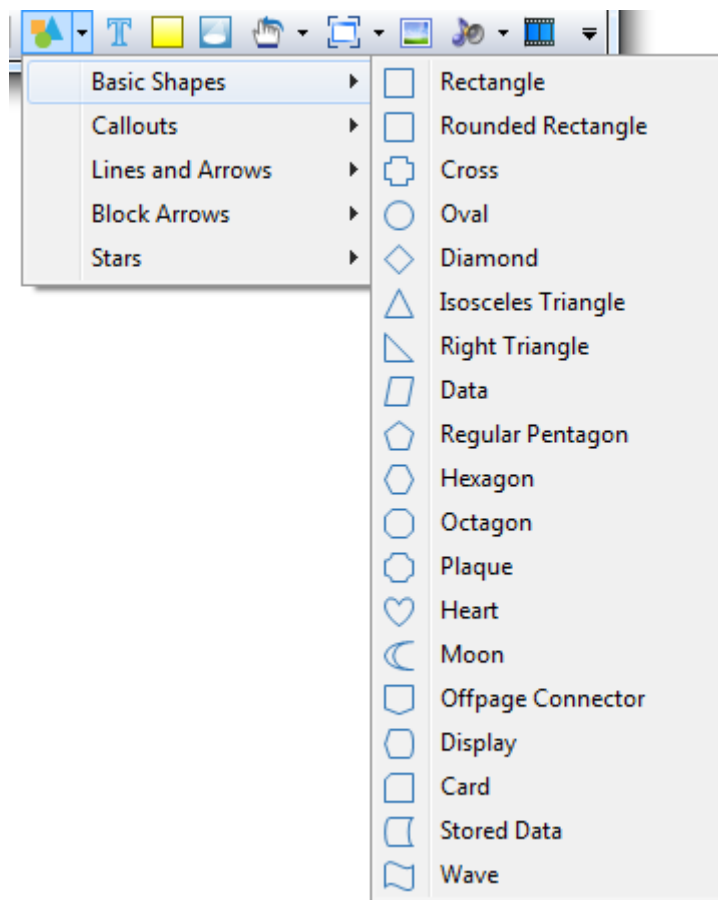 Basic Shapes
Callouts
Lines and Arrows
Block Arrows
Stars
Rectangle
Rounded Rectangle
Cross
Oval
Diamond
Isosceles Triangle
Right Triangle
Data
Regular Pentagon
Hexagon
Octagon
Plaque
Heart
Moon
Offpage Connector
Display
Card
Stored Data
Wave